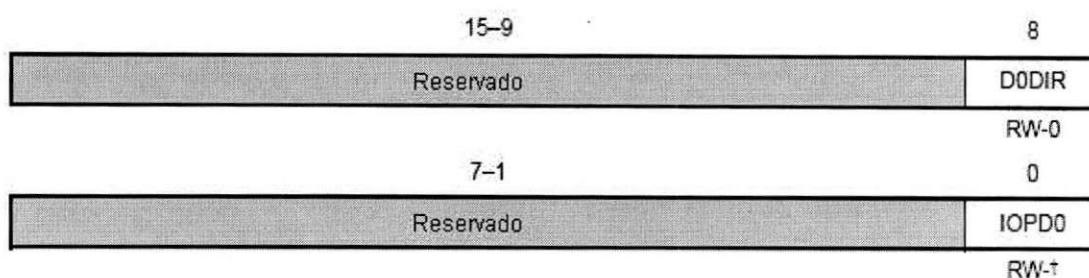 15–9 8
Reservado D0DIR
RW-0
7–1 0
Reservado IOPD0
RW-†